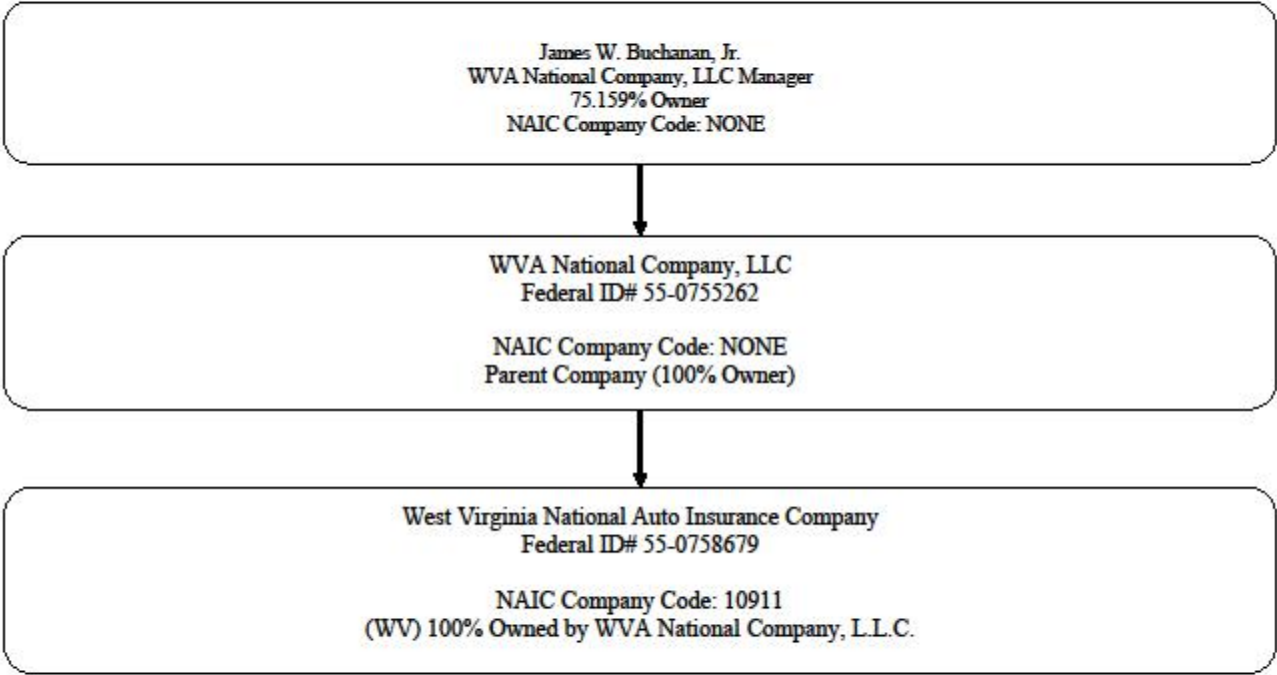 James W. Buchanan, Jr.
WVA National Company, LLC Manager
75.159% Owner
NAIC Company Code: NONE
WVA National Company, LLC
Federal ID# 55-0755262
NAIC Company Code: NONE
Parent Company (100% Owner)
West Virginia National Auto Insurance Company
Federal ID# 55-0758679
NAIC Company Code: 10911
(WV) 100% Owned by WVA National Company, L.L.C.